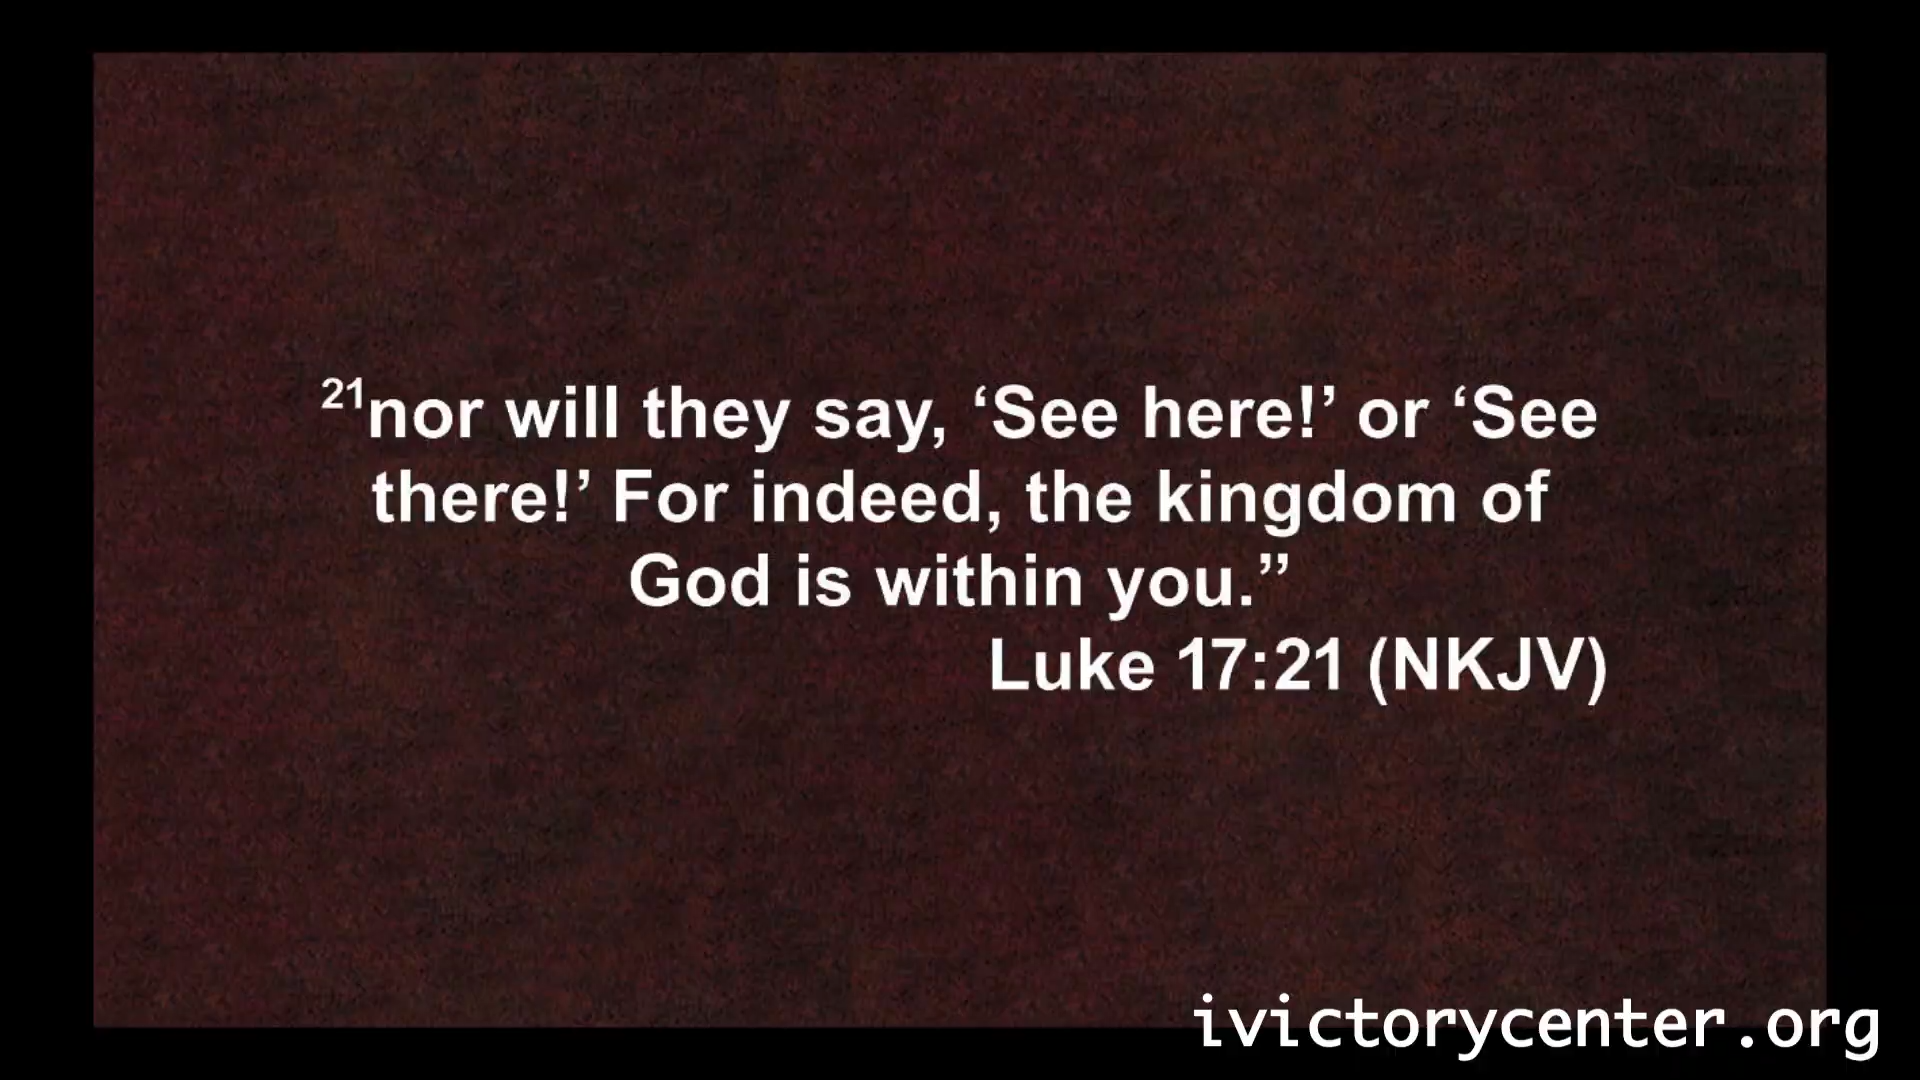 ²¹nor will they say, ‘See here!’ or ‘See
there!’ For indeed, the kingdom of
God is within you.”
Luke 17:21 (NKJV)
ivictorycenter.org